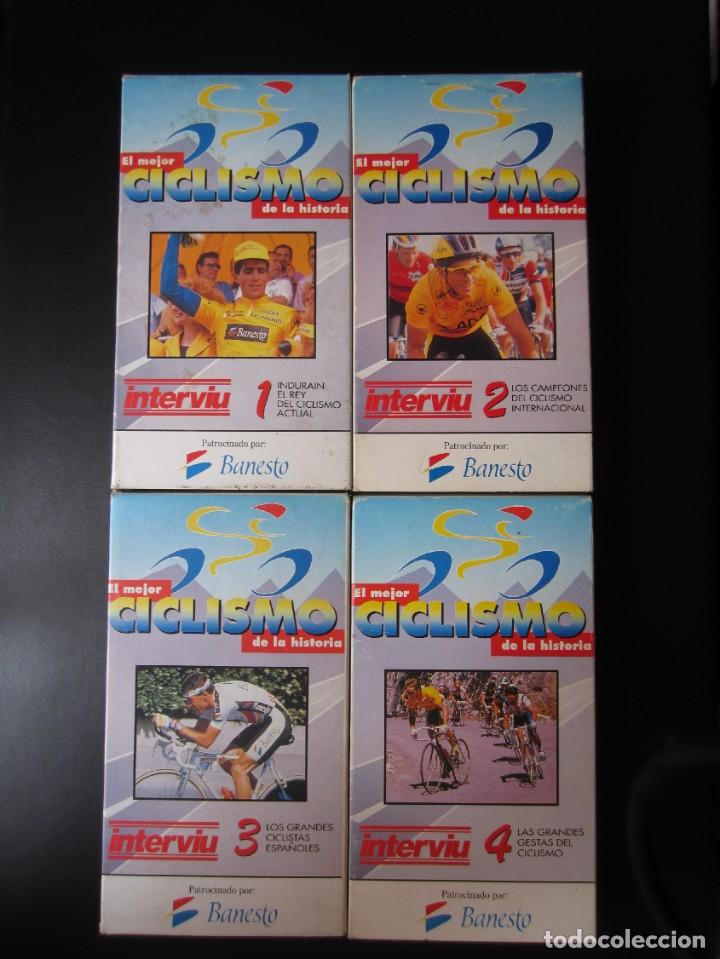 El mejor
CICLISMO
de la historia
Banesto
interviu
1
INDURAIN:
EL REY
DEL CICLISMO
ACTUAL
Patrocinado por:
Banesto
El mejor
CICLISMO
de la historia
interviu
2
LOS CAMPEONES
DEL CICLISMO
INTERNACIONAL
Patrocinado por:
Banesto
El mejor
CICLISMO
de la historia
Banesto
interviu
3
LOS GRANDES
CICLISTAS
ESPAÑOLES
Patrocinado por:
Banesto
El mejor
CICLISMO
de la historia
interviu
4
LAS GRANDES
GESTAS DEL
CICLISMO
Patrocinado por:
Banesto
todocoleccion